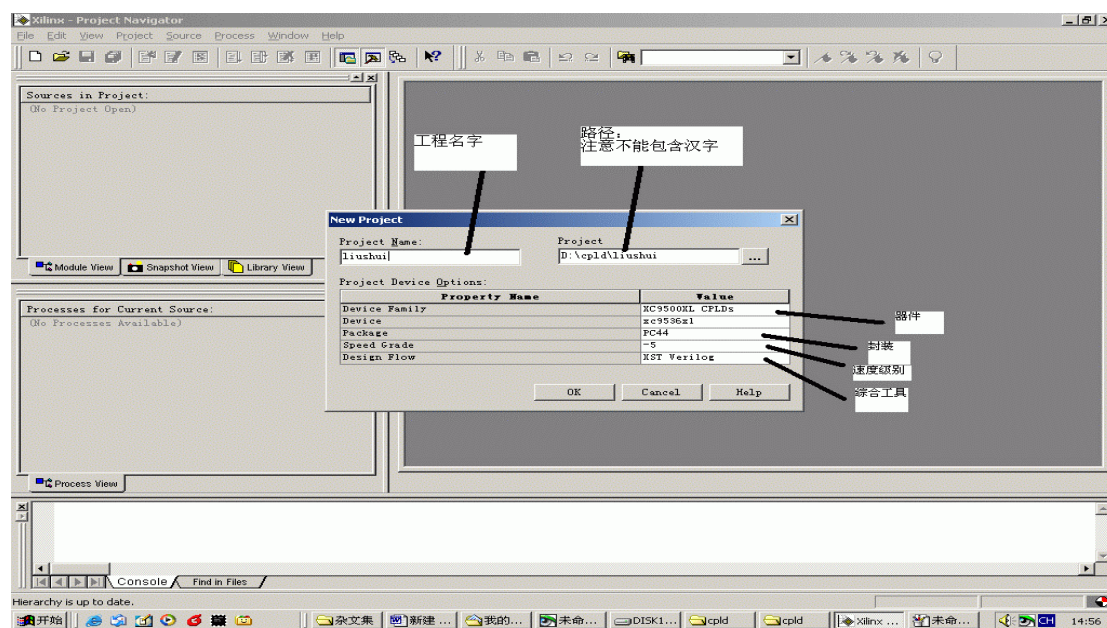 Xilinx - Project Navigator
File Edit View Project Source Process Window Help
Sources in Project:
(No Project Open)
Module View Snapshot View Library View
Processes for Current Source:
(No Processes Available)
Process View
工程名字
路径:
注意不能包含汉字
New Project
Project Name:
Project
liushui
D:\cpld\liushui
...
Project Device Options:
Property Name Value
Device Family XC9500XL CPLDs
Device xc9536xl
Package PC44
Speed Grade -5
Design Flow XST Verilog
OK Cancel Help
器件
封装
速度级别
综合工具
Console Find in Files
Hierarchy is up to date.
开始 杂文集 新建 ... 我的... 未命... DISK1... cpld cpld Xilinx ... 未命... CH 14:56